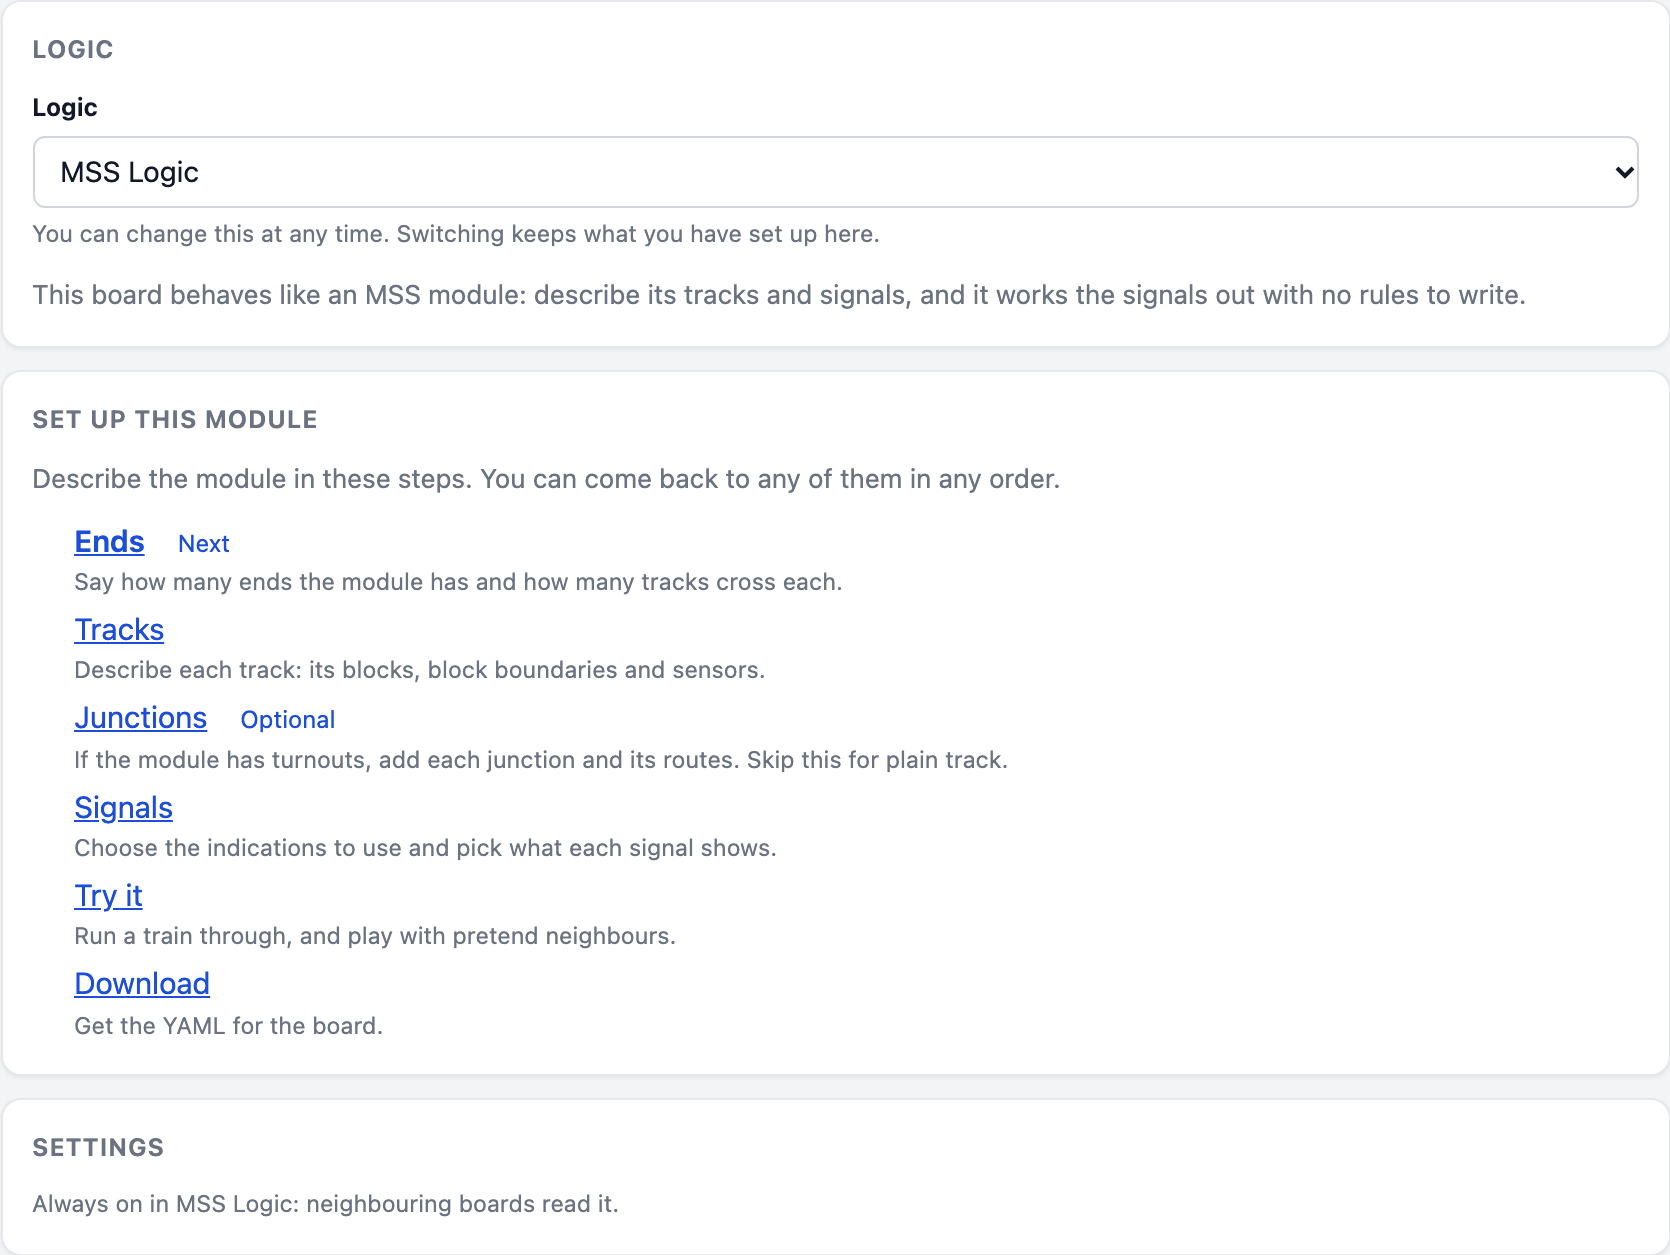 LOGIC
Logic
MSS Logic
You can change this at any time. Switching keeps what you have set up here.
This board behaves like an MSS module: describe its tracks and signals, and it works the signals out with no rules to write.
SET UP THIS MODULE
Describe the module in these steps. You can come back to any of them in any order.
Ends Next
Say how many ends the module has and how many tracks cross each.
Tracks
Describe each track: its blocks, block boundaries and sensors.
Junctions Optional
If the module has turnouts, add each junction and its routes. Skip this for plain track.
Signals
Choose the indications to use and pick what each signal shows.
Try it
Run a train through, and play with pretend neighbours.
Download
Get the YAML for the board.
SETTINGS
Always on in MSS Logic: neighbouring boards read it.